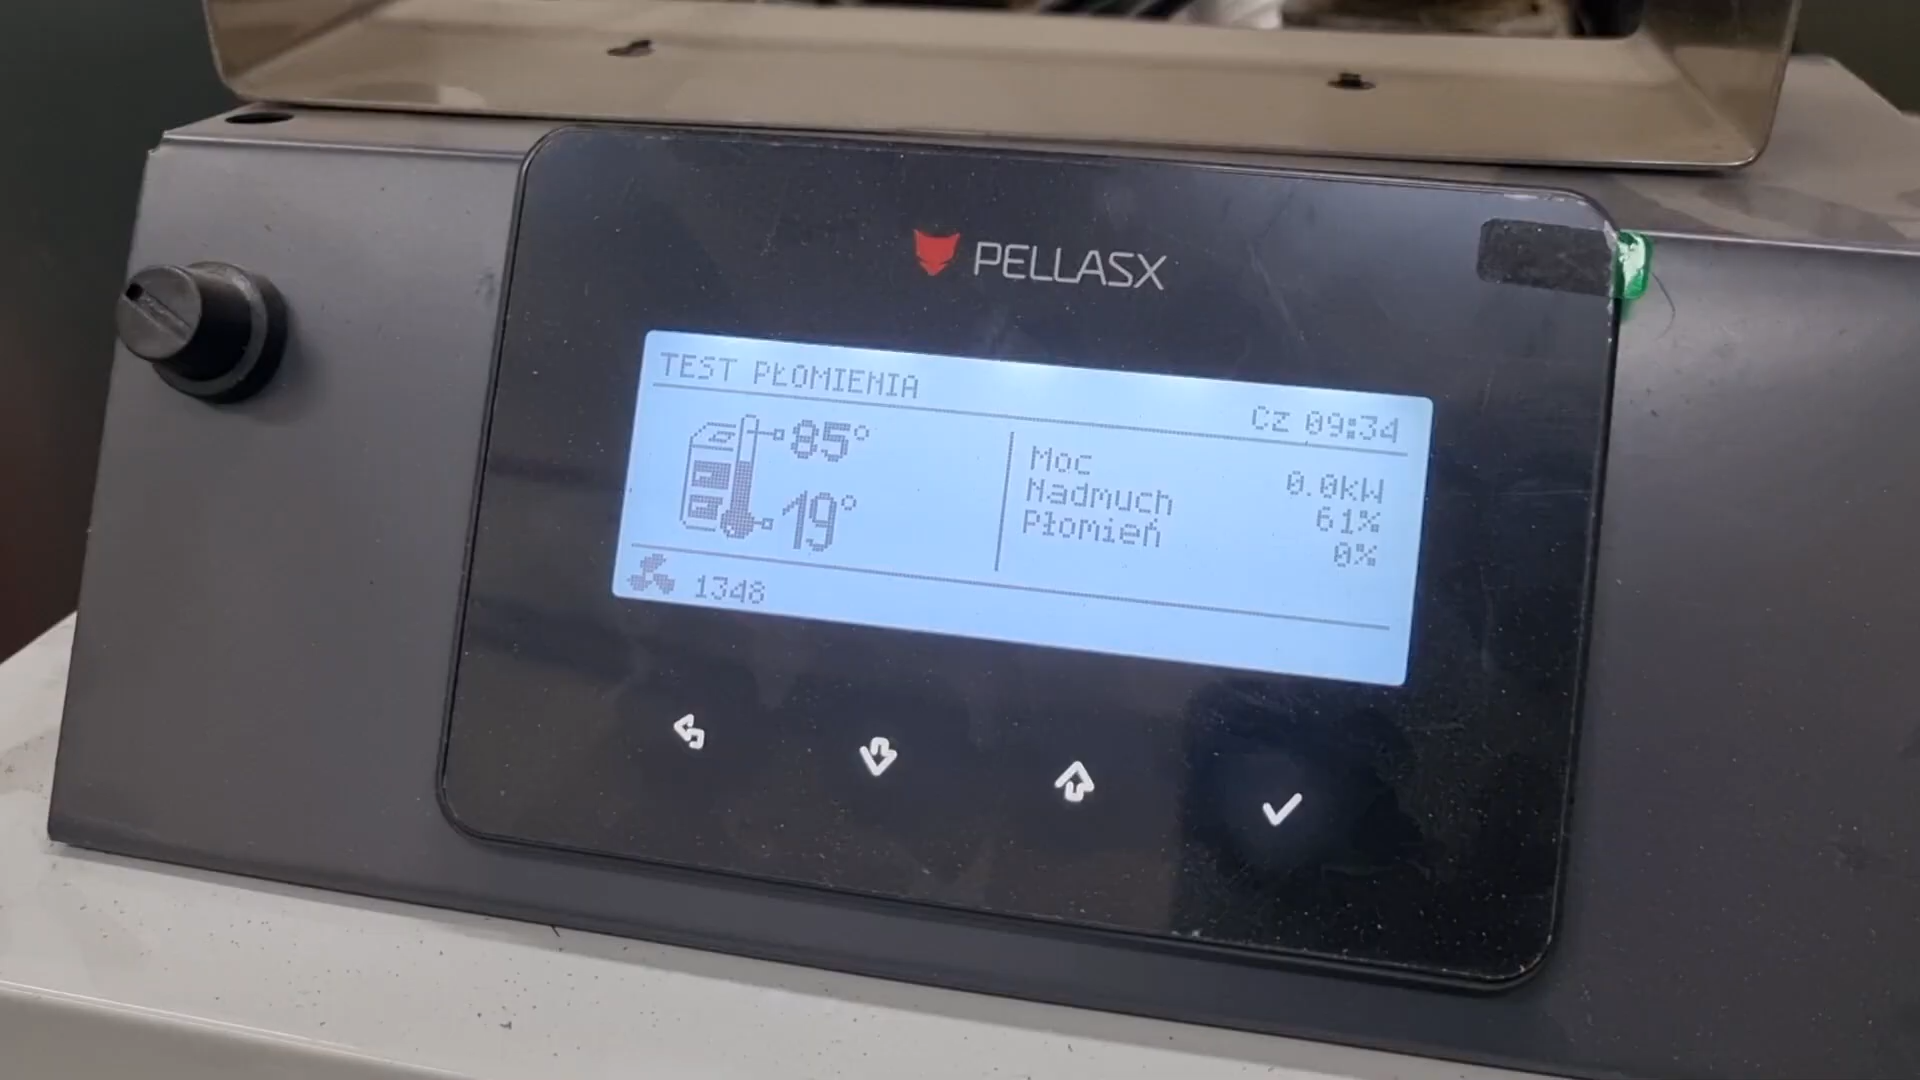 PELLASX
TEST PŁOMIENIA
Cz 09:34
85°
19°
Moc 0.0kW
Nadmuch 61%
Płomień 0%
1348